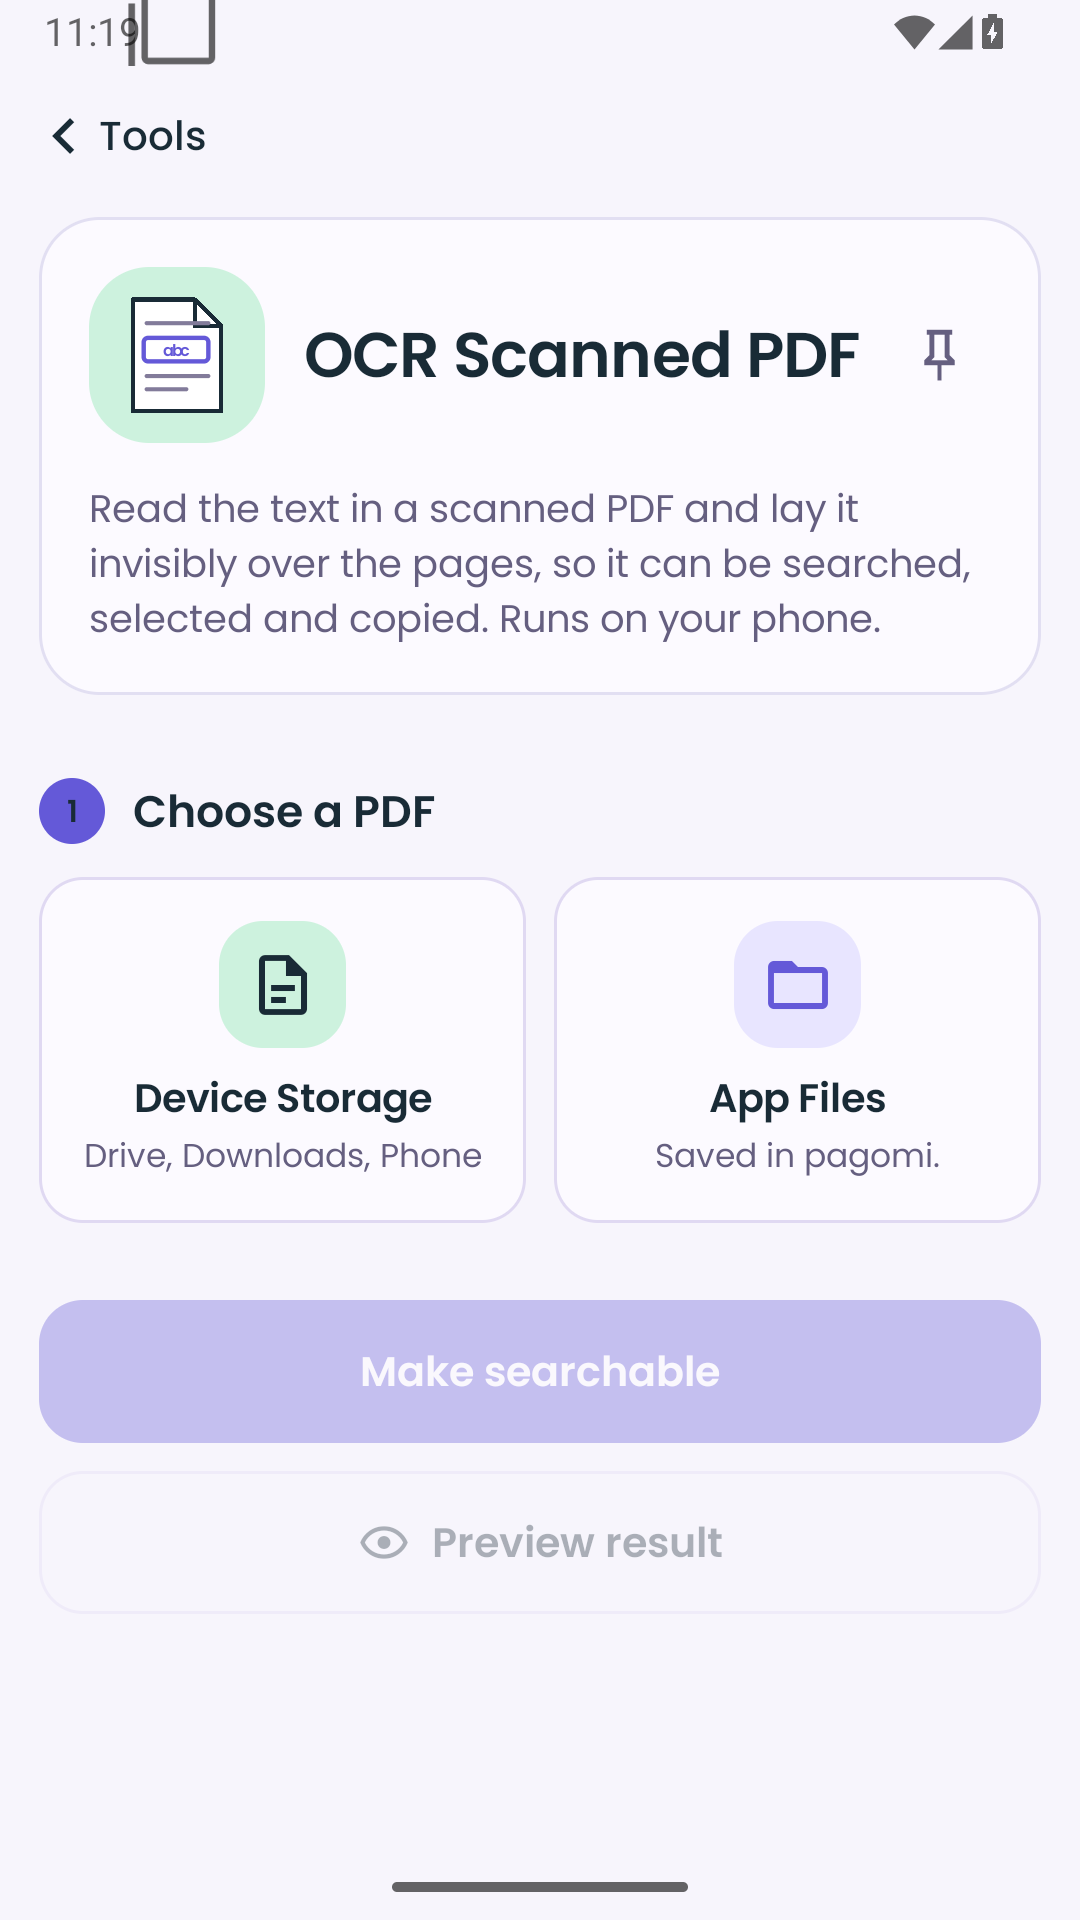 11:19
Tools
abc
OCR Scanned PDF
Read the text in a scanned PDF and lay it
invisibly over the pages, so it can be searched,
selected and copied. Runs on your phone.
1 Choose a PDF
Device Storage
Drive, Downloads, Phone
App Files
Saved in pagomi.
Make searchable
Preview result